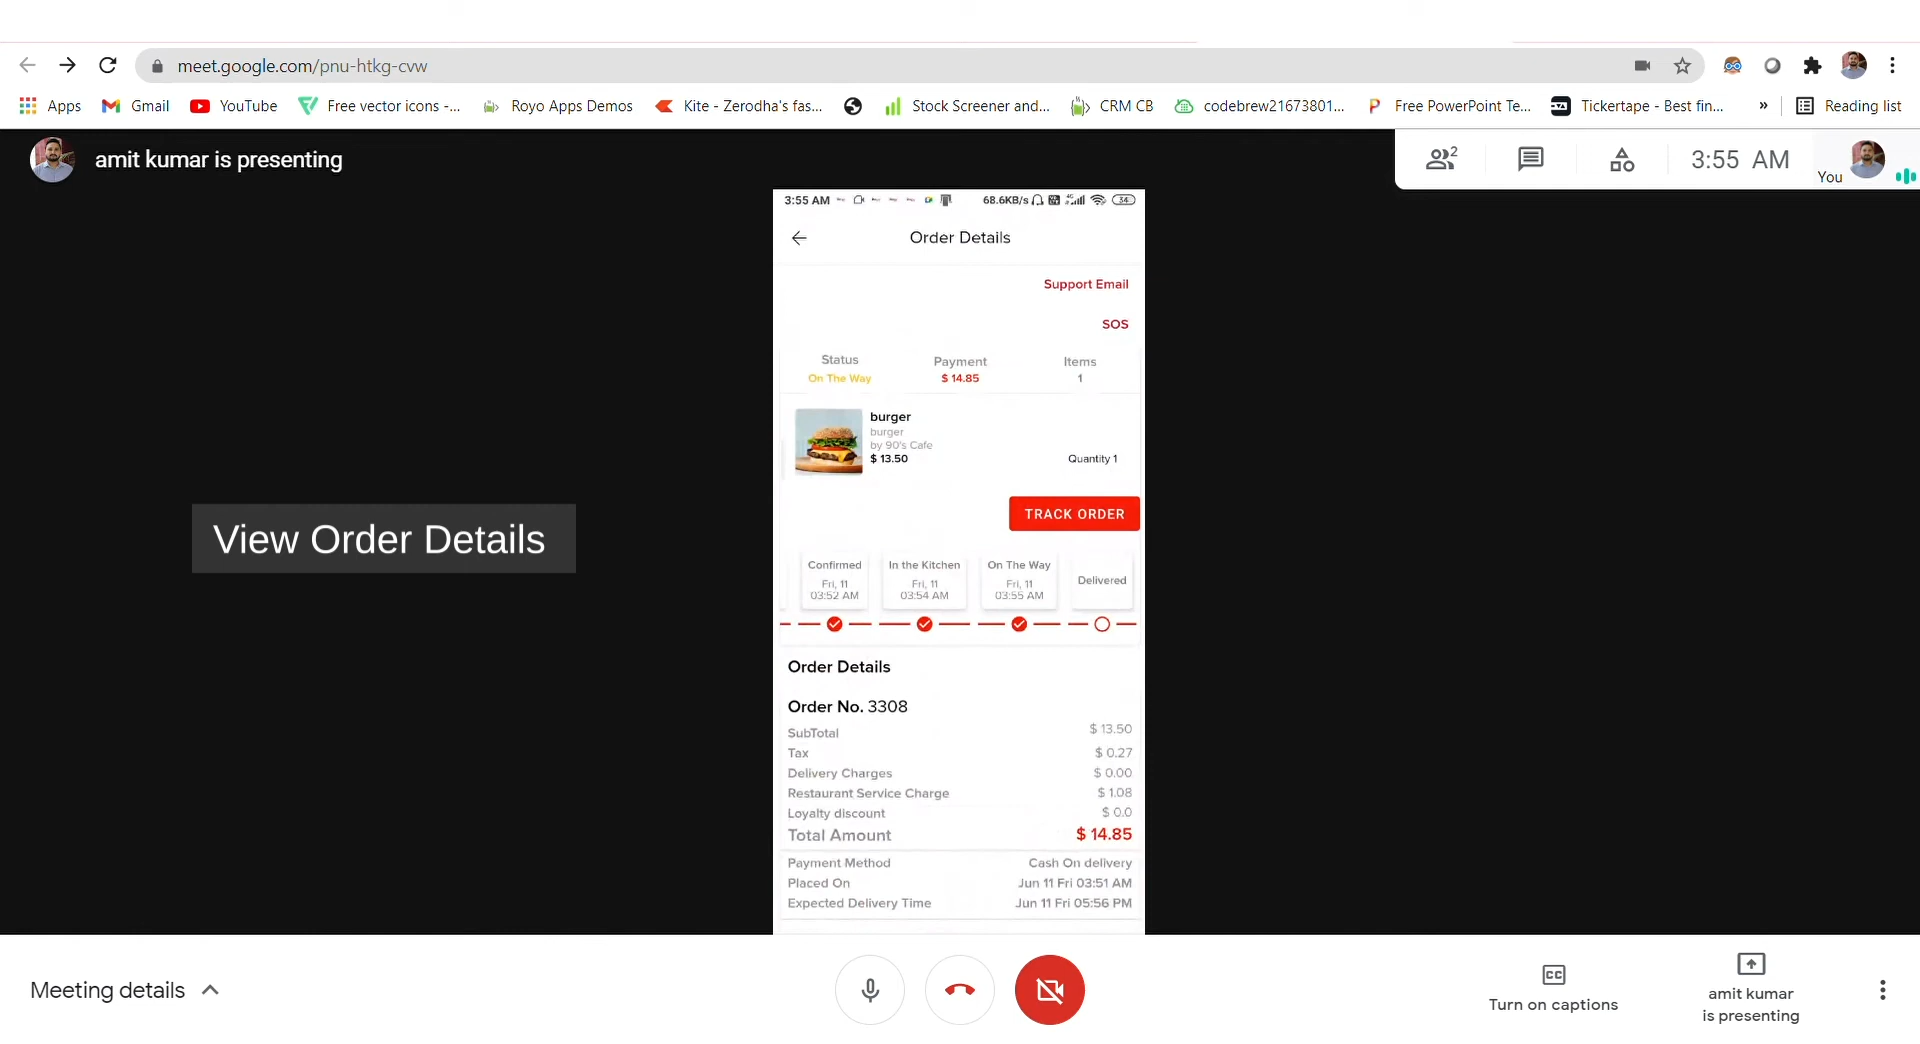 meet.google.com/pnu-htkg-cvw
Apps
Gmail
YouTube
Free vector icons -...
Royo Apps Demos
Kite - Zerodha's fas...
Stock Screener and...
CRM CB
codebrew21673801...
Free PowerPoint Te...
Tickertape - Best fin...
»
Reading list
amit kumar is presenting
2
3:55 AM
You
3:55 AM
68.6KB/s
4G
34
Order Details
Support Email
SOS
Status
Payment
Items
On The Way
$ 14.85
1
burger
burger
by 90's Cafe
$ 13.50
Quantity 1
View Order Details
TRACK ORDER
Confirmed
Fri, 11
03:52 AM
In the Kitchen
Fri, 11
03:54 AM
On The Way
Fri, 11
03:55 AM
Delivered
Order Details
Order No. 3308
SubTotal $ 13.50
Tax $ 0.27
Delivery Charges $ 0.00
Restaurant Service Charge $ 1.08
Loyalty discount $ 0.0
Total Amount $ 14.85
Payment Method Cash On delivery
Placed On Jun 11 Fri 03:51 AM
Expected Delivery Time Jun 11 Fri 05:56 PM
Meeting details
CC
Turn on captions
amit kumar
is presenting